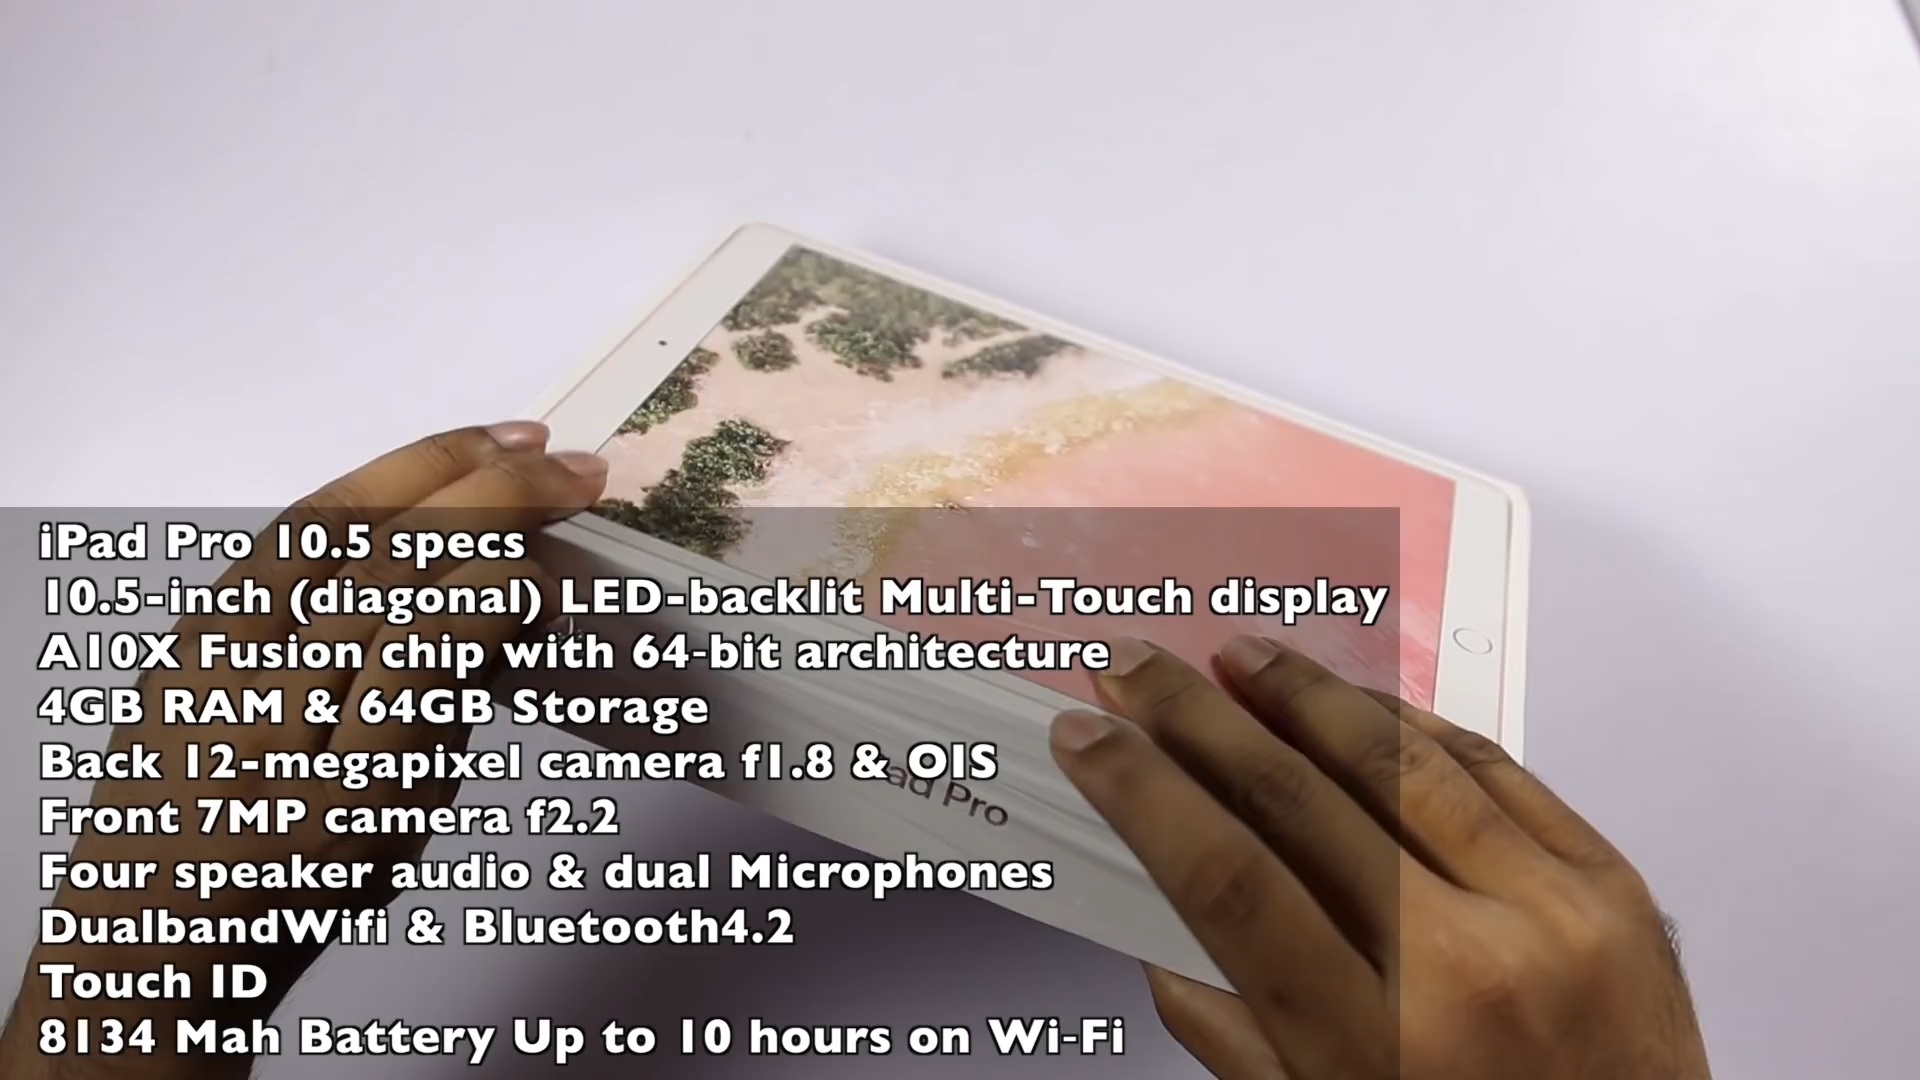 iPad Pro 10.5 specs
10.5-inch (diagonal) LED-backlit Multi-Touch display
A10X Fusion chip with 64-bit architecture
4GB RAM & 64GB Storage
Back 12-megapixel camera f1.8 & OIS
Front 7MP camera f2.2
Four speaker audio & dual Microphones
DualbandWifi & Bluetooth4.2
Touch ID
8134 Mah Battery Up to 10 hours on Wi-Fi
Pro